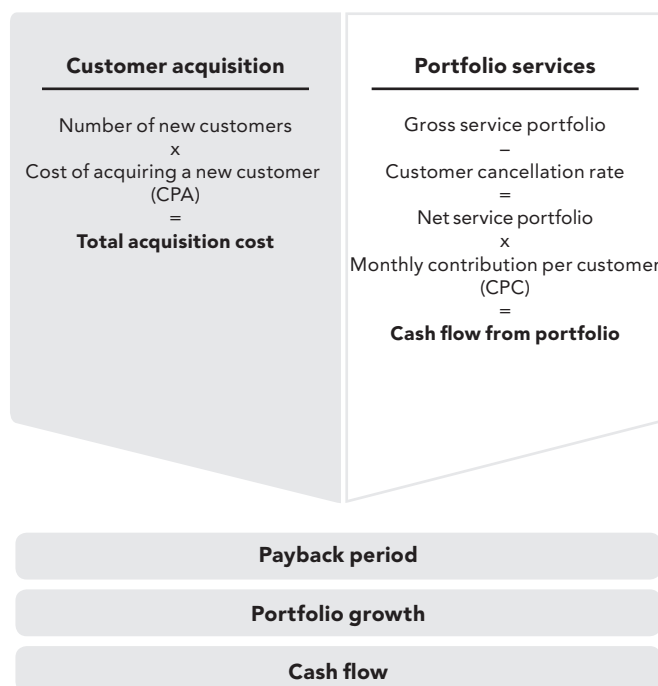 Customer acquisition
Number of new customers
x
Cost of acquiring a new customer
(CPA)
=
Total acquisition cost
Portfolio services
Gross service portfolio
–
Customer cancellation rate
=
Net service portfolio
x
Monthly contribution per customer
(CPC)
=
Cash flow from portfolio
Payback period
Portfolio growth
Cash flow